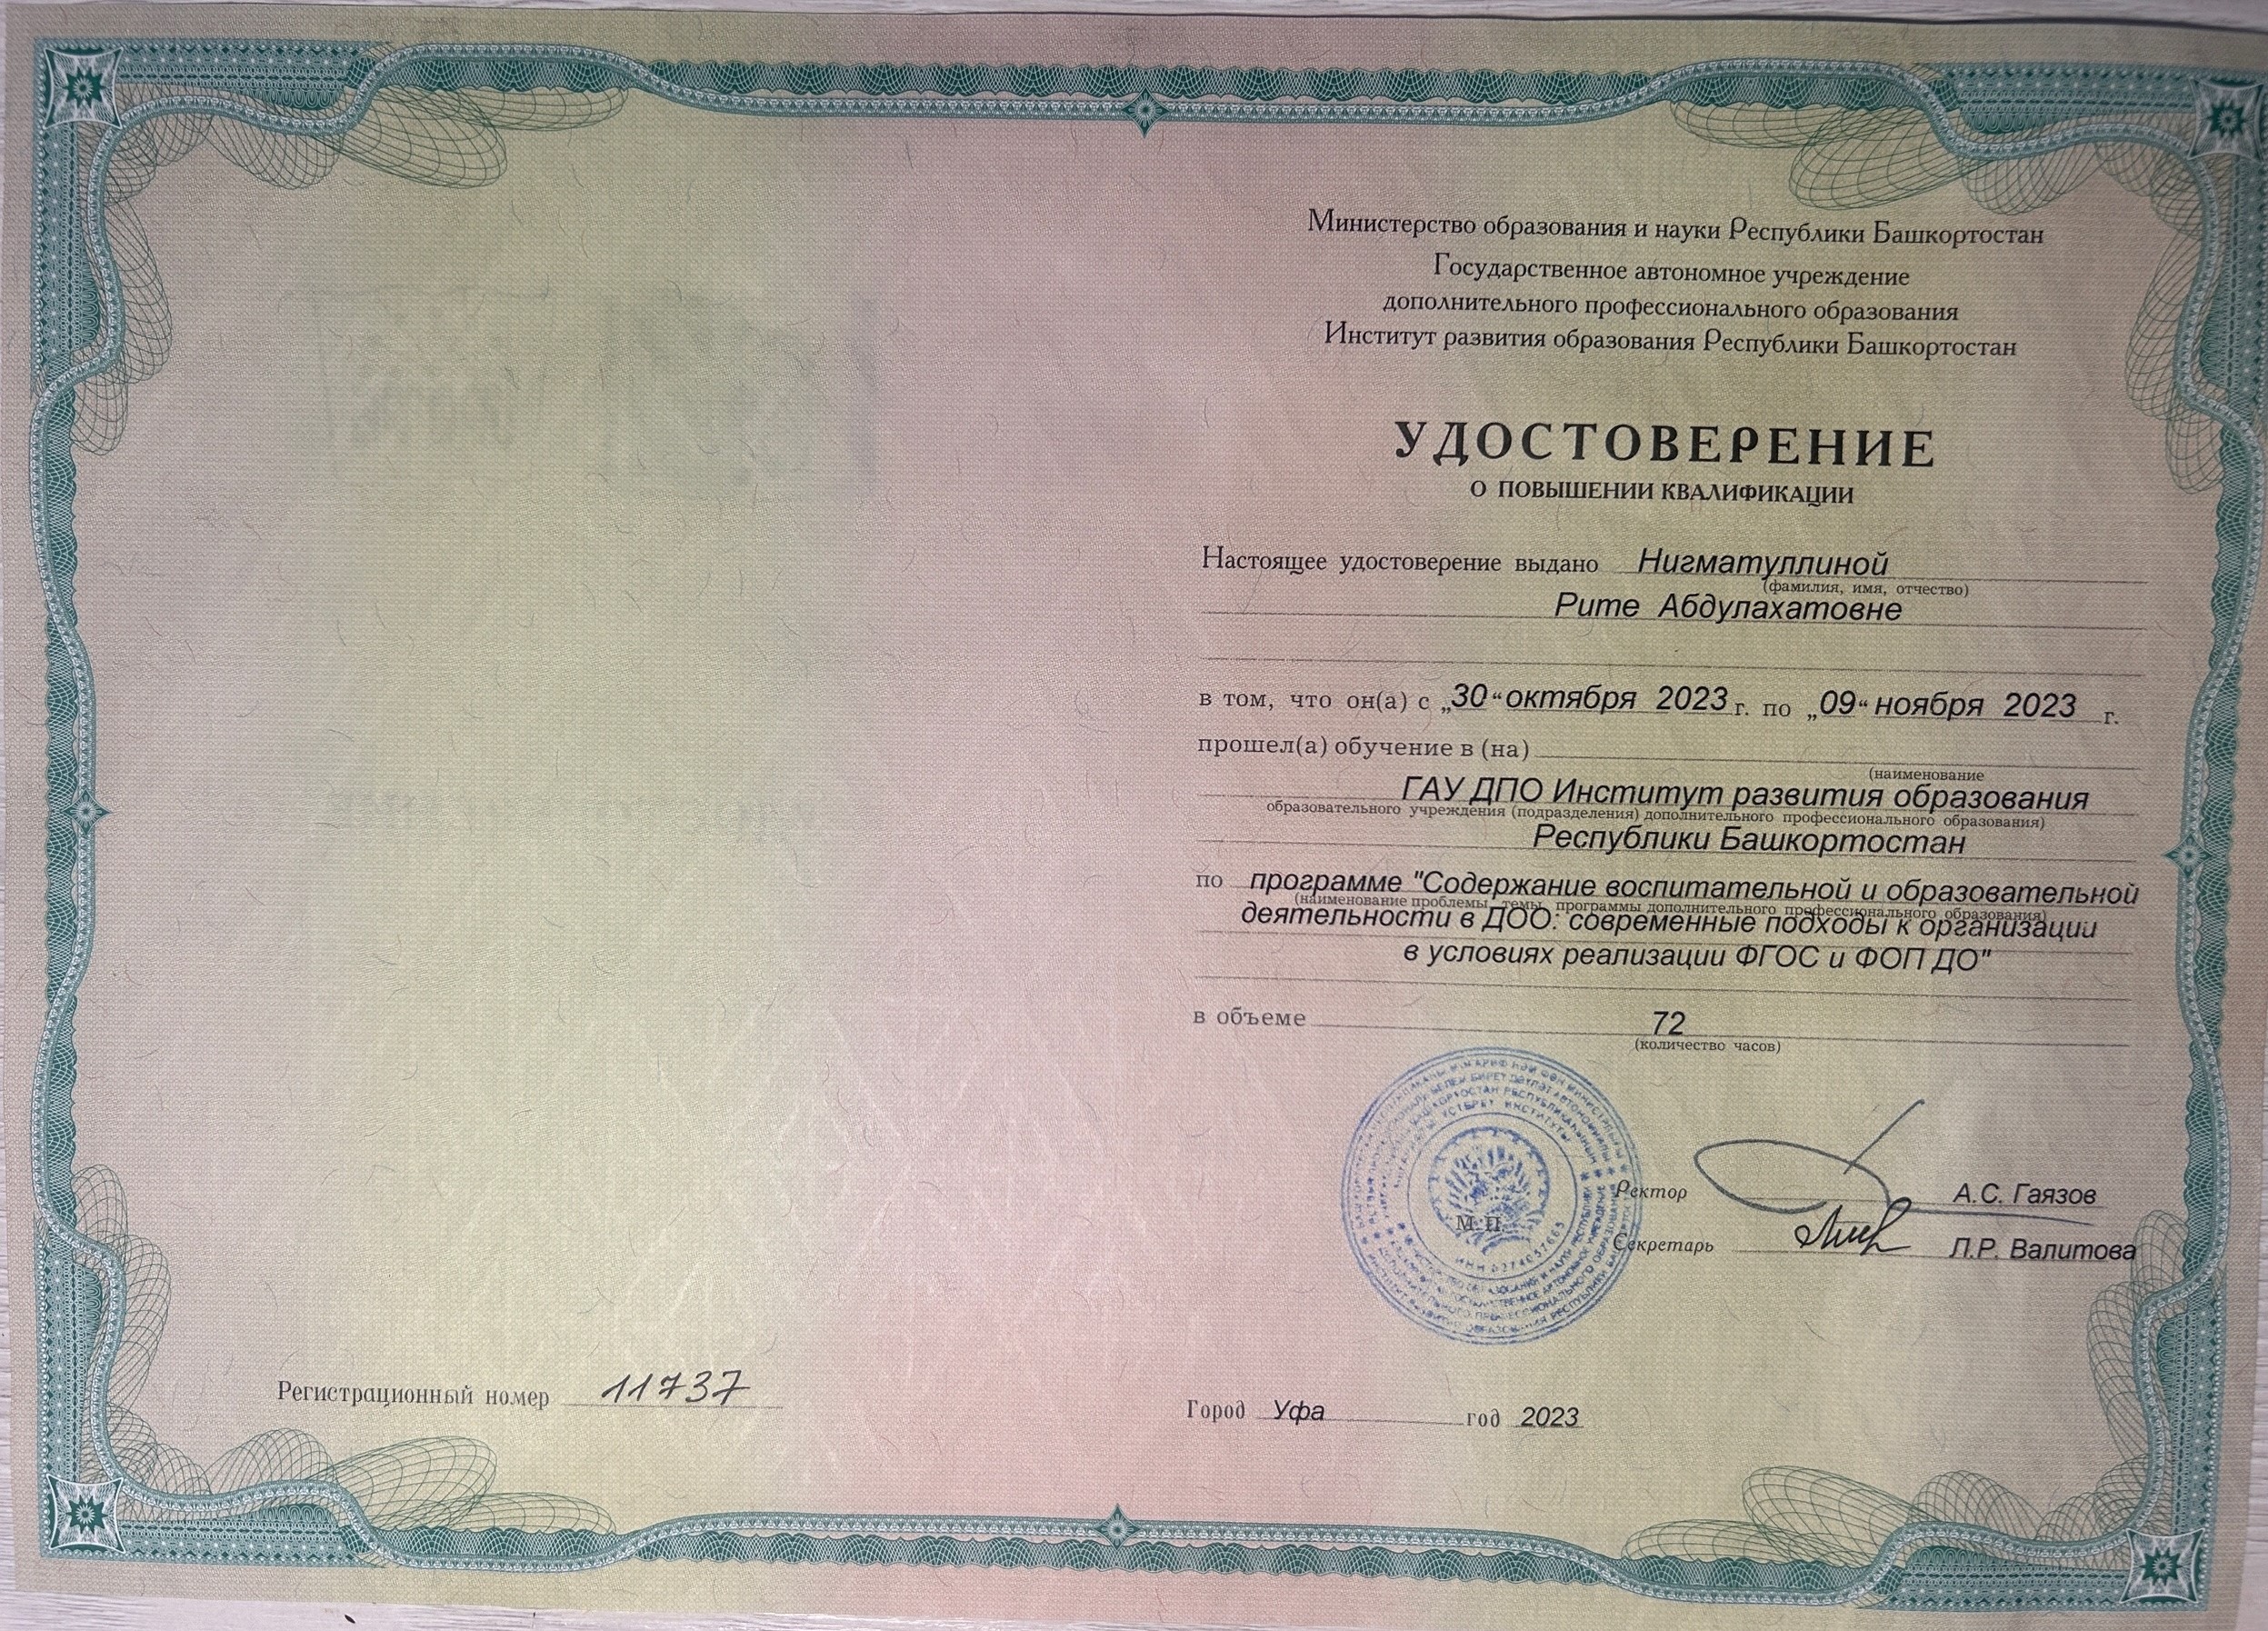 Министерство образования и науки Республики Башкортостан
Государственное автономное учреждение
дополнительного профессионального образования
Институт развития образования Республики Башкортостан
УДОСТОВЕРЕНИЕ
О ПОВЫШЕНИИ КВАЛИФИКАЦИИ
Настоящее удостоверение выдано Нигматуллиной
(фамилия, имя, отчество)
Рите Абдулахатовне
в том, что он(а) с „30“ октября 2023 г. по „09“ ноября 2023 г.
прошел(а) обучение в (на)
(наименование
ГАУ ДПО Институт развития образования
образовательного учреждения (подразделения) дополнительного профессионального образования)
Республики Башкортостан
по программе "Содержание воспитательной и образовательной
(наименование проблемы, темы, программы дополнительного профессионального образования)
деятельности в ДОО: современные подходы к организации
в условиях реализации ФГОС и ФОП ДО"
в объеме 72
(количество часов)
М.П.
Ректор А.С. Гаязов
Секретарь Л.Р. Валитова
Регистрационный номер 11737
Город Уфа год 2023